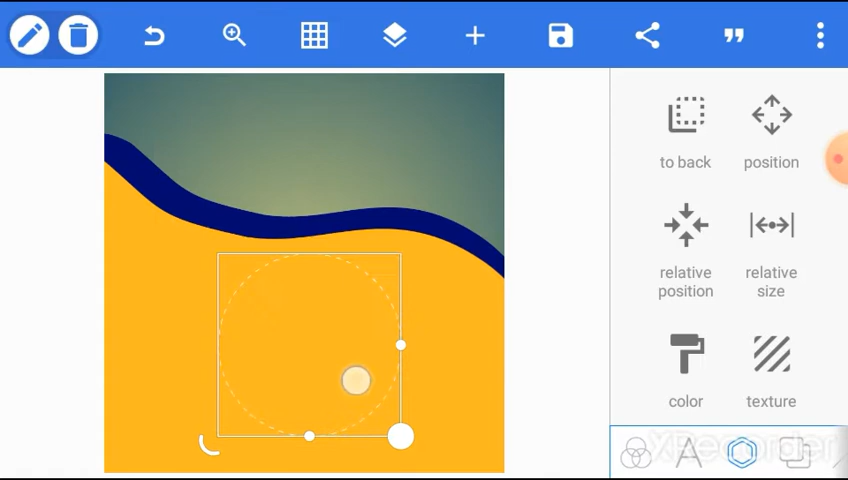 to back
position
relative
position
relative
size
color
texture
XRecorder